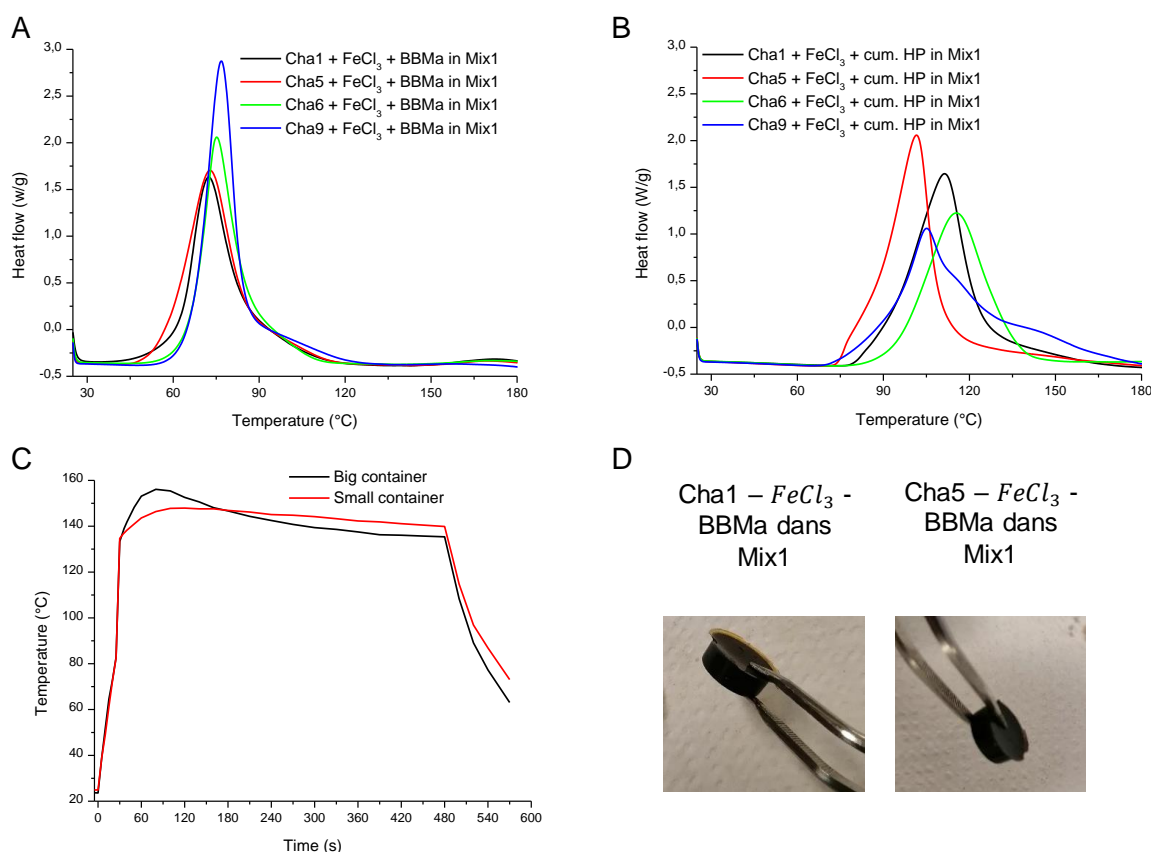 A
3,0
2,5
2,0
1,5
1,0
0,5
0,0
-0,5
Heat flow (w/g)
Cha1 + FeCl₃ + BBMa in Mix1
Cha5 + FeCl₃ + BBMa in Mix1
Cha6 + FeCl₃ + BBMa in Mix1
Cha9 + FeCl₃ + BBMa in Mix1
30 60 90 120 150 180
Temperature (°C)
B
3,0
2,5
2,0
1,5
1,0
0,5
0,0
-0,5
Heat flow (W/g)
Cha1 + FeCl₃ + cum. HP in Mix1
Cha5 + FeCl₃ + cum. HP in Mix1
Cha6 + FeCl₃ + cum. HP in Mix1
Cha9 + FeCl₃ + cum. HP in Mix1
30 60 90 120 150 180
Temperature (°C)
C
160
140
120
100
80
60
40
20
Temperature (°C)
Big container
Small container
0 60 120 180 240 300 360 420 480 540 600
Time (s)
D
Cha1 – FeCl₃ -
BBMa dans
Mix1
Cha5 – FeCl₃ -
BBMa dans
Mix1